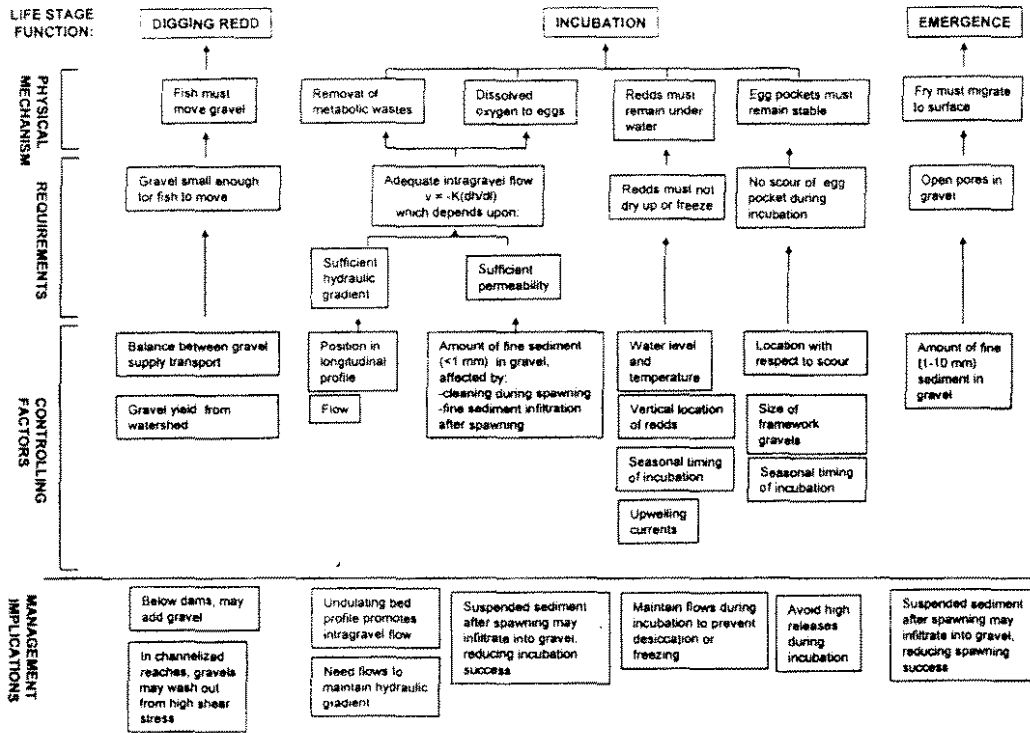 LIFE STAGE
FUNCTION:
DIGGING REDD
INCUBATION
EMERGENCE
PHYSICAL
MECHANISM
Fish must
move gravel
Removal of
metabolic wastes
Dissolved
oxygen to eggs
Redds must
remain under
water
Egg pockets must
remain stable
Fry must migrate
to surface
REQUIREMENTS
Gravel small enough
for fish to move
Adequate intragravel flow
v = -K(dh/dl)
which depends upon:
Redds must not
dry up or freeze
No scour of egg
pocket during
incubation
Open pores in
gravel
Sufficient
hydraulic
gradient
Sufficient
permeability
CONTROLLING
FACTORS
Balance between gravel
supply transport
Gravel yield from
watershed
Position in
longitudinal
profile
Flow
Amount of fine sediment
(<1 mm) in gravel,
affected by:
-cleaning during spawning
-fine sediment infiltration
after spawning
Water level
and
temperature
Vertical location
of redds
Seasonal timing
of incubation
Upwelling
currents
Location with
respect to scour
Size of
framework
gravels
Seasonal timing
of incubation
Amount of fine
(1-10 mm)
sediment in
gravel
MANAGEMENT
IMPLICATIONS
Below dams, may
add gravel
In channelized
reaches, gravels
may wash out
from high shear
stress
Undulating bed
profile promotes
intragravel flow
Need flows to
maintain hydraulic
gradient
Suspended sediment
after spawning may
infiltrate into gravel,
reducing incubation
success
Maintain flows during
incubation to prevent
desiccation or
freezing
Avoid high
releases
during
incubation
Suspended sediment
after spawning may
infiltrate into gravel,
reducing spawning
success